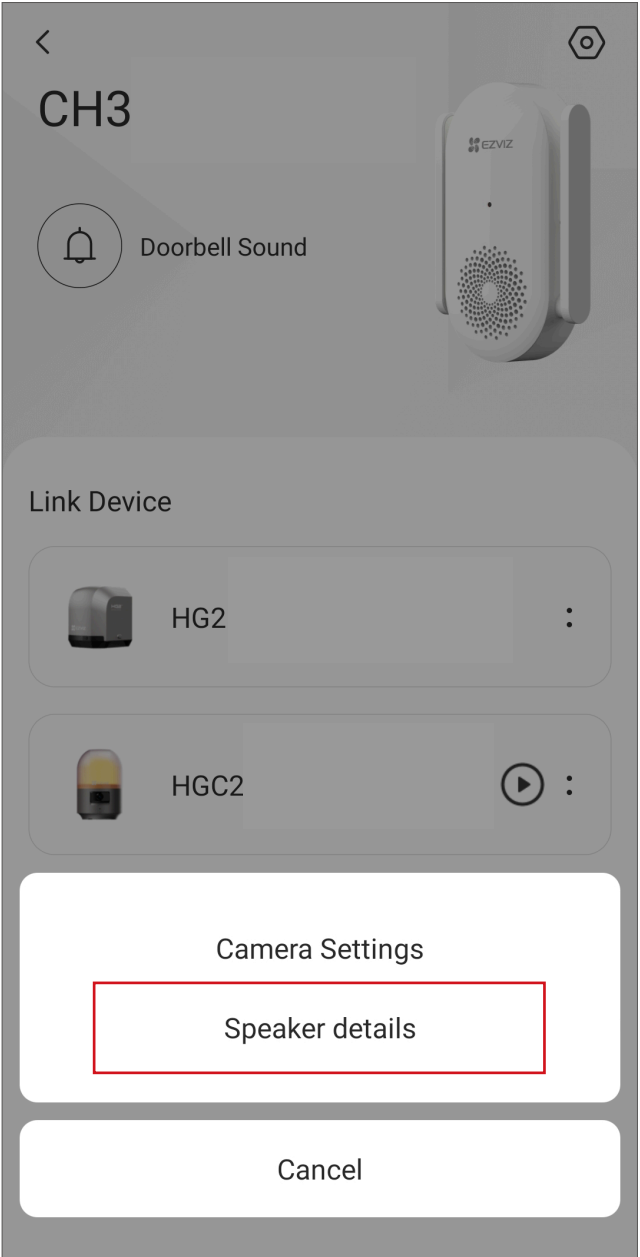 CH3
EZVIZ
Doorbell Sound
Link Device
HG2
HGC2
Camera Settings
Speaker details
Cancel